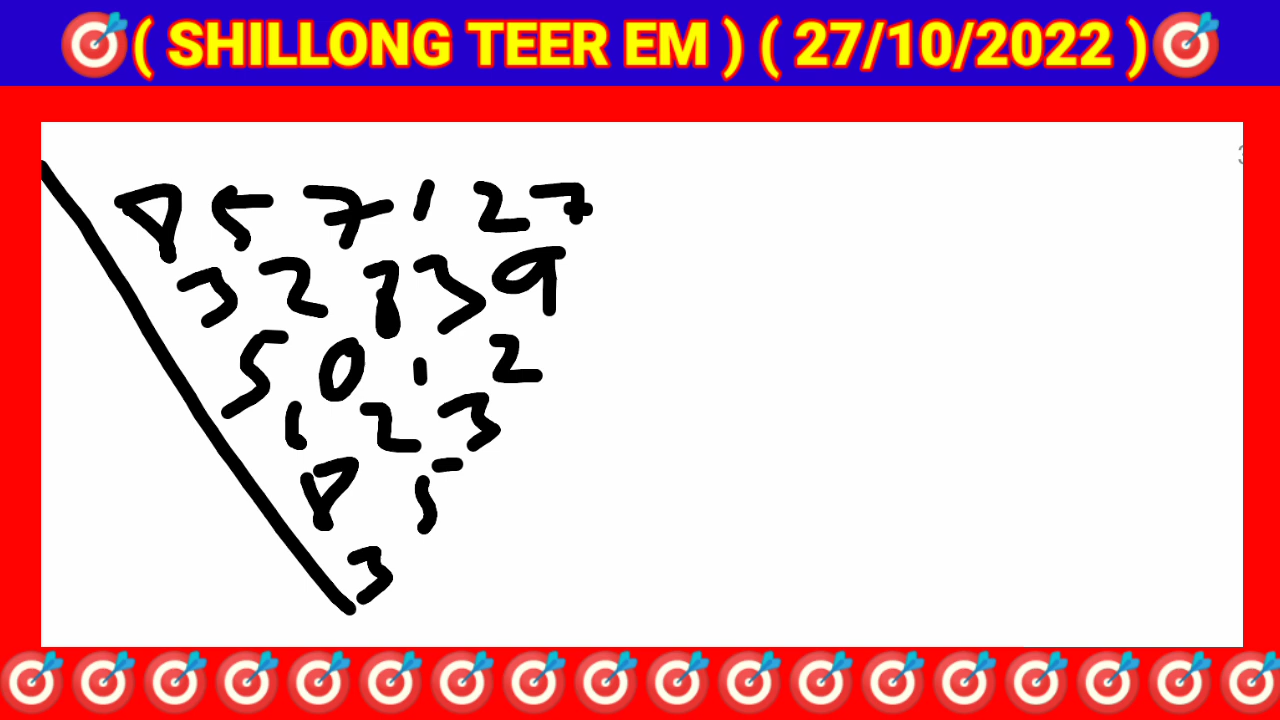 ( SHILLONG TEER EM ) ( 27/10/2022 )
8 5 7 1 2 7
3 2 8 3 9
5 0 1 2
1 2 3
8 5
3